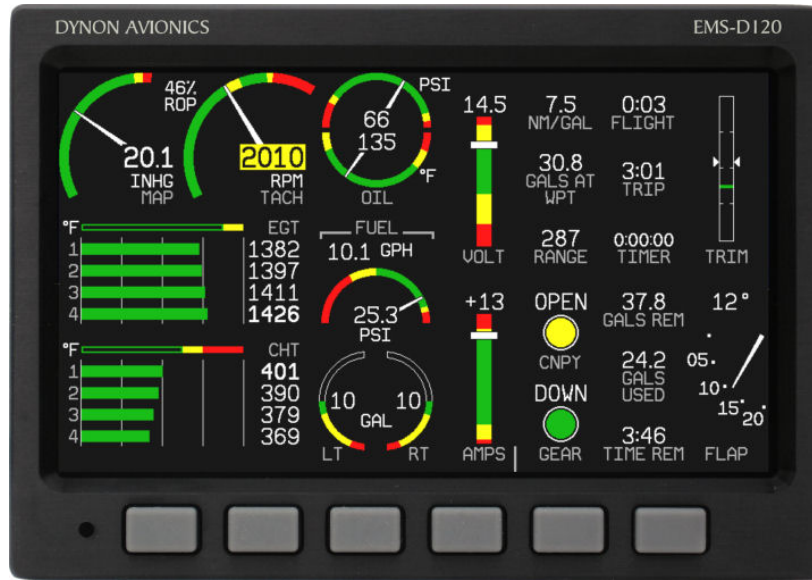 DYNON AVIONICS
EMS-D120
46%
ROP
20.1
INHG
MAP
2010
RPM
TACH
PSI
66
135
°F
OIL
14.5
VOLT
7.5
NM/GAL
0:03
FLIGHT
30.8
GALS AT
WPT
3:01
TRIP
287
RANGE
0:00:00
TIMER
TRIM
°F
EGT
1 1382
2 1397
3 1411
4 1426
FUEL
10.1 GPH
25.3
PSI
°F
CHT
1 401
2 390
3 379
4 369
10 10
GAL
LT RT
+13
AMPS
OPEN
CNPY
DOWN
GEAR
37.8
GALS REM
24.2
GALS
USED
3:46
TIME REM
12°
05
10
15
20
FLAP